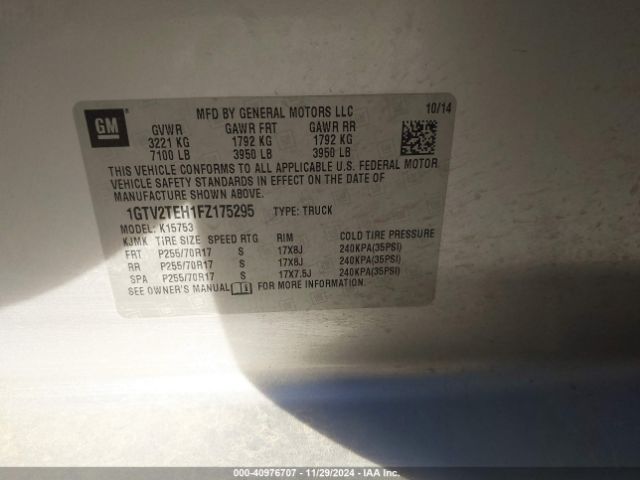 GM
MFD BY GENERAL MOTORS LLC 10/14
GVWR GAWR FRT GAWR RR
3221 KG 1792 KG 1792 KG
7100 LB 3950 LB 3950 LB
THIS VEHICLE CONFORMS TO ALL APPLICABLE U.S. FEDERAL MOTOR
VEHICLE SAFETY STANDARDS IN EFFECT ON THE DATE OF
MANUFACTURE SHOWN ABOVE.
1GTV2TEH1FZ175295 TYPE: TRUCK
MODEL: K15753
KJMK TIRE SIZE SPEED RTG RIM COLD TIRE PRESSURE
FRT P255/70R17 S 17X8J 240KPA(35PSI)
RR P255/70R17 S 17X8J 240KPA(35PSI)
SPA P255/70R17 S 17X7.5J 240KPA(35PSI)
SEE OWNER'S MANUAL FOR MORE INFORMATION.
000-40976707 - 11/29/2024 - IAA Inc.